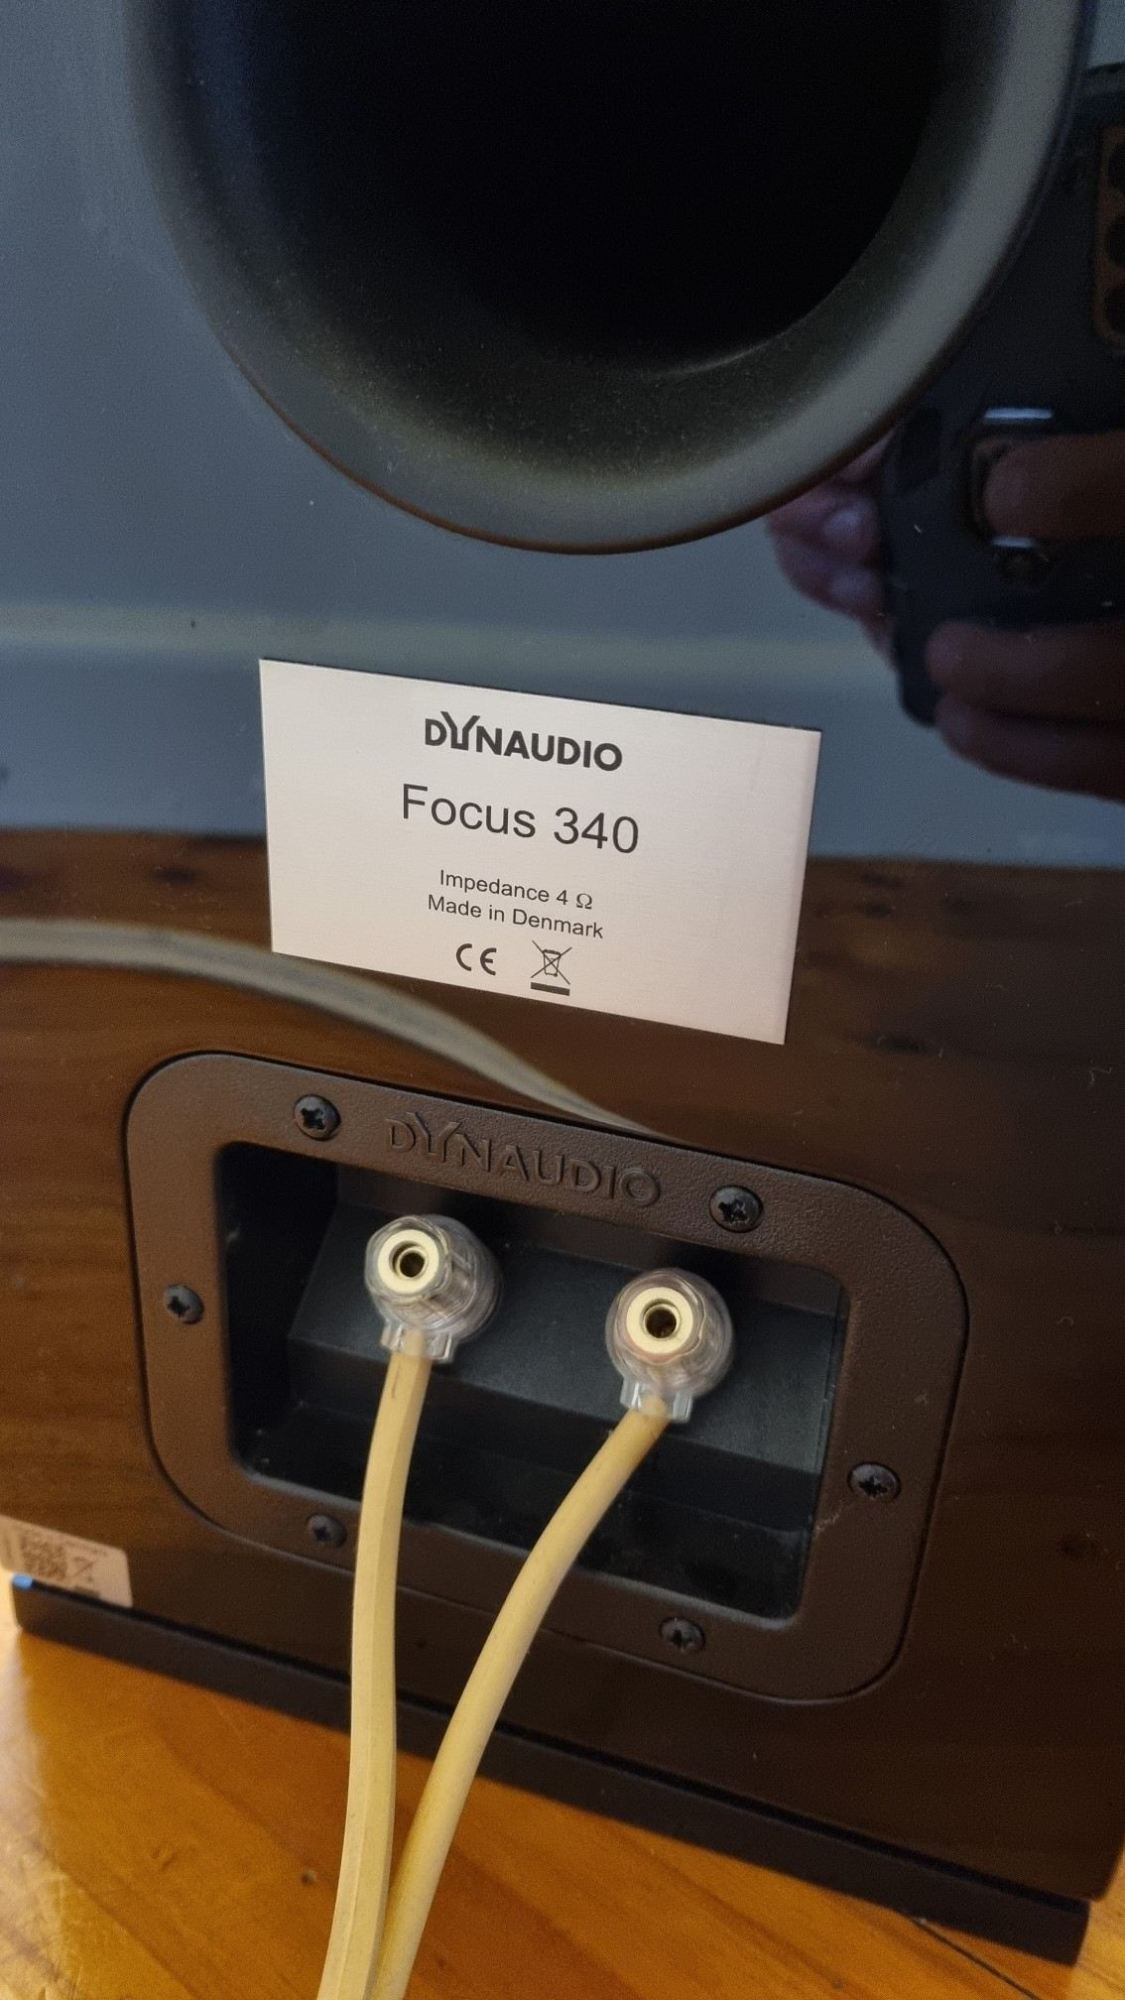 DYNAUDIO
Focus 340
Impedance 4 Ω
Made in Denmark
CE
DYNAUDIO